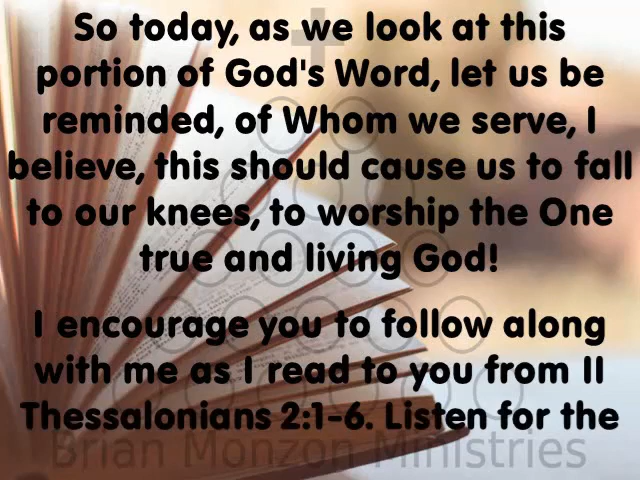 So today, as we look at this
portion of God's Word, let us be
reminded, of Whom we serve, I
believe, this should cause us to fall
to our knees, to worship the One
true and living God!
I encourage you to follow along
with me as I read to you from II
Thessalonians 2:1-6. Listen for the
Brian Monzon Ministries